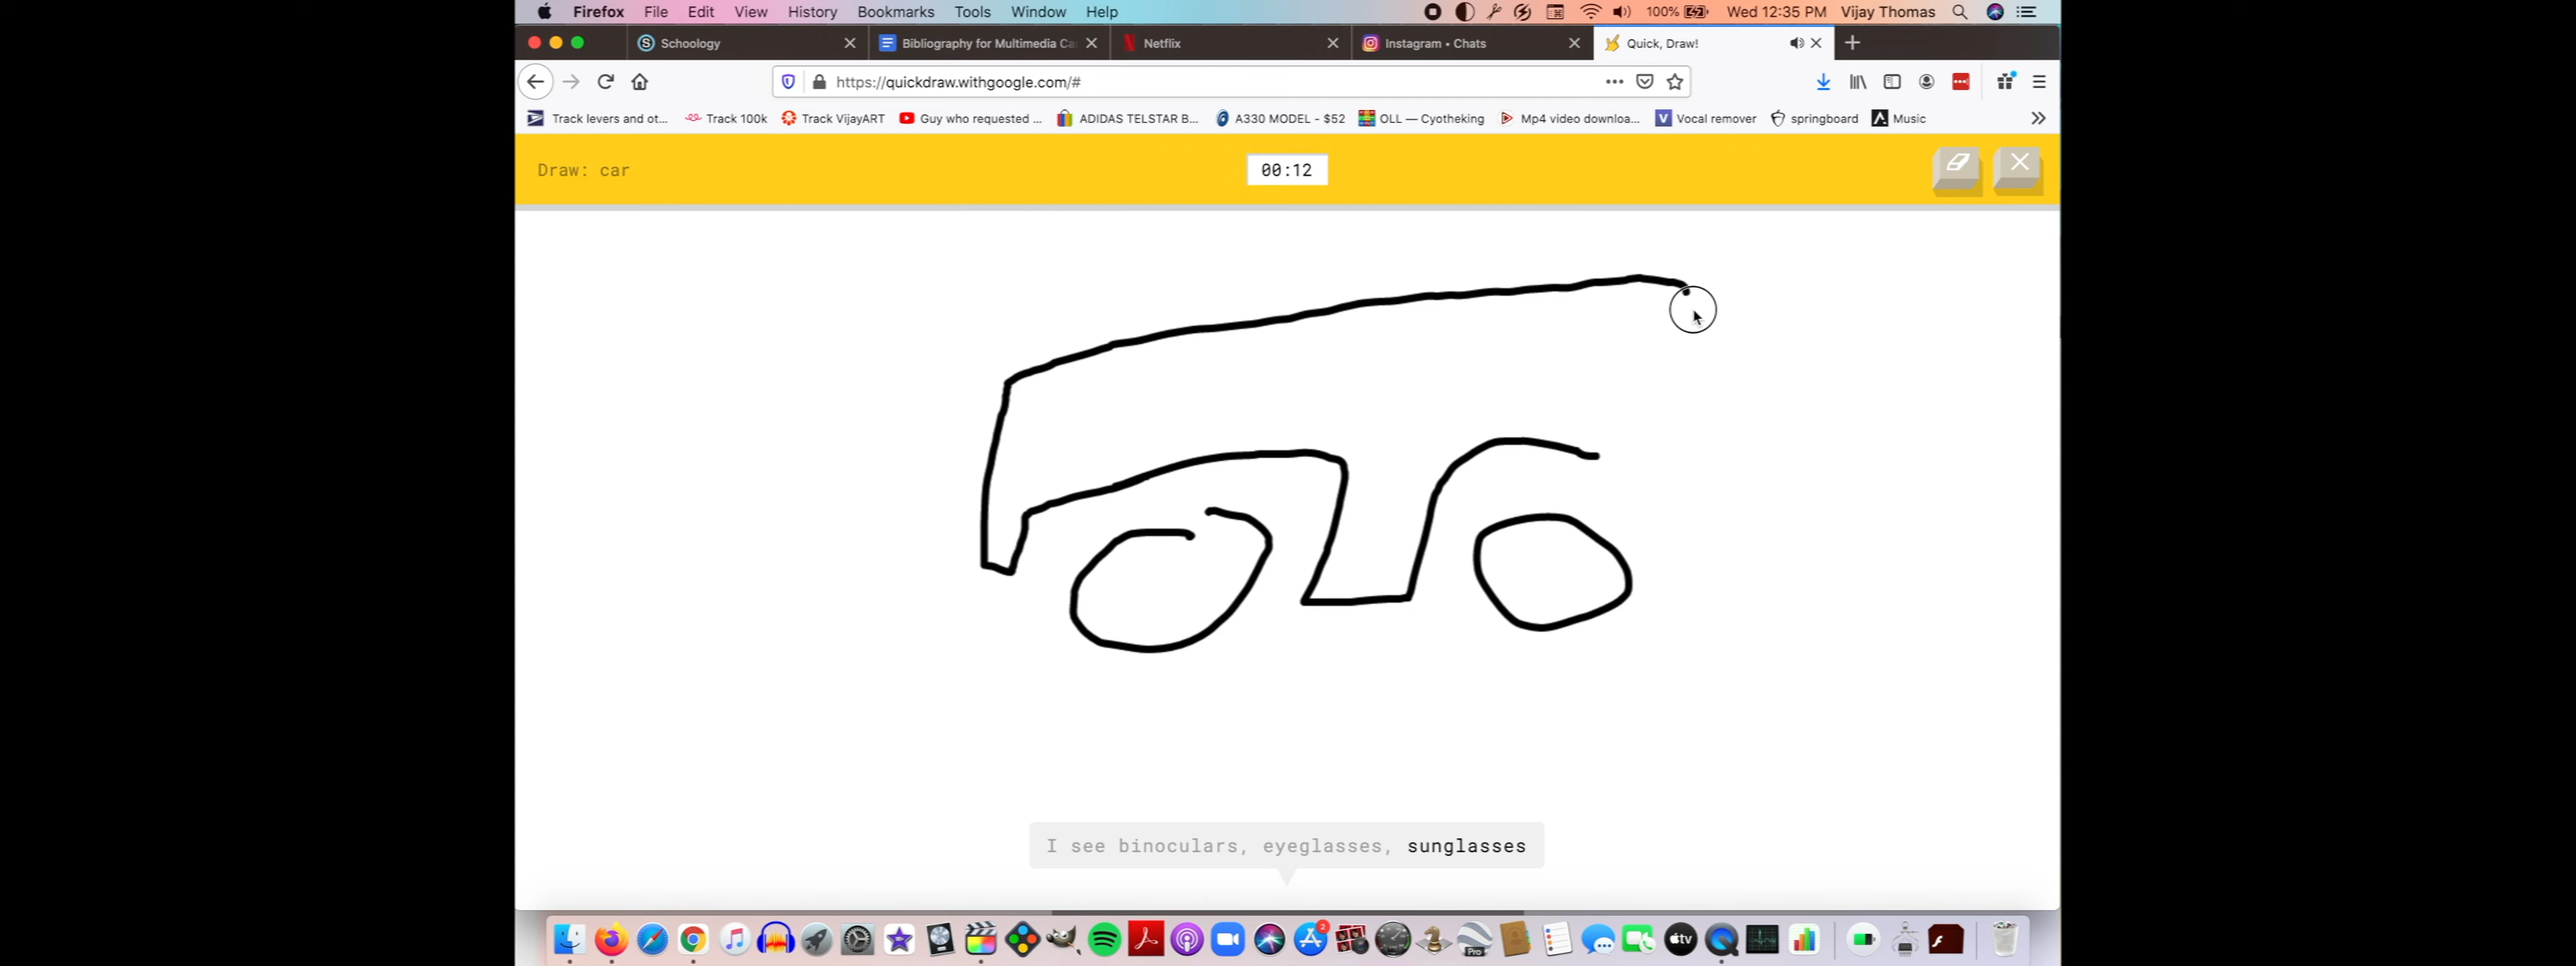 Firefox File Edit View History Bookmarks Tools Window Help 100% Wed 12:35 PM Vijay Thomas
Schoology Bibliography for Multimedia Ca Netflix Instagram • Chats Quick, Draw!
https://quickdraw.withgoogle.com/#
Track levers and ot... Track 100k Track VijayART Guy who requested ... ADIDAS TELSTAR B... A330 MODEL - $52 OLL — Cyotheking Mp4 video downloa... V Vocal remover springboard Music
Draw: car 00:12
I see binoculars, eyeglasses, sunglasses
2 Pro tv